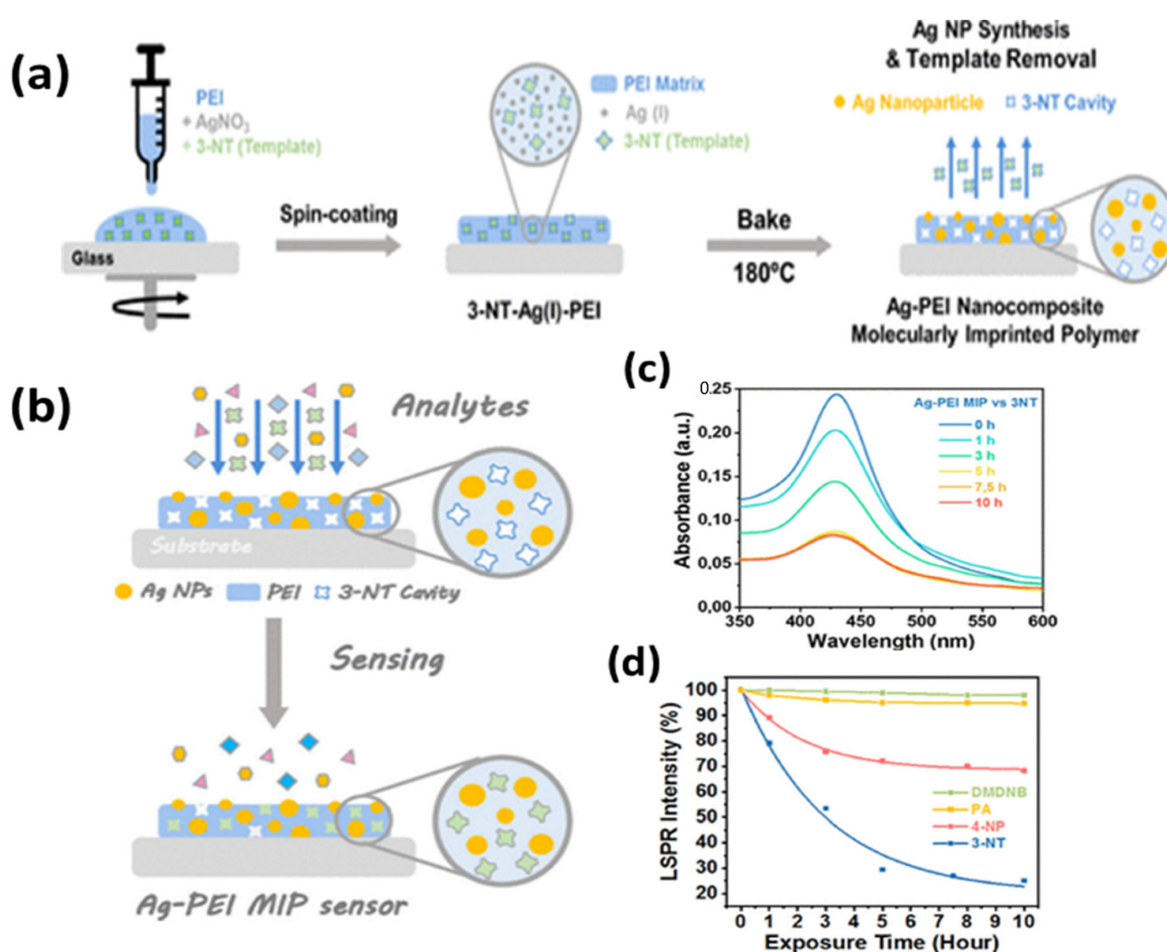 (a)
PEI
+ AgNO₃
+ 3-NT (Template)
Glass
Spin-coating
PEI Matrix
Ag (I)
3-NT (Template)
3-NT-Ag(I)-PEI
Bake
180ºC
Ag NP Synthesis
& Template Removal
Ag Nanoparticle
3-NT Cavity
Ag-PEI Nanocomposite
Molecularly Imprinted Polymer
(b)
Analytes
Substrate
Ag NPs
PEI
3-NT Cavity
Sensing
Ag-PEI MIP sensor
(c)
0.25
0,20
0,15
0,10
0,05
0,00
Absorbance (a.u.)
Ag-PEI MIP vs 3NT
0 h
1 h
3 h
5 h
7,5 h
10 h
350 400 450 500 550 600
Wavelength (nm)
(d)
100
90
80
70
60
50
40
30
20
LSPR Intensity (%)
DMDNB
PA
4-NP
3-NT
0 1 2 3 4 5 6 7 8 9 10
Exposure Time (Hour)